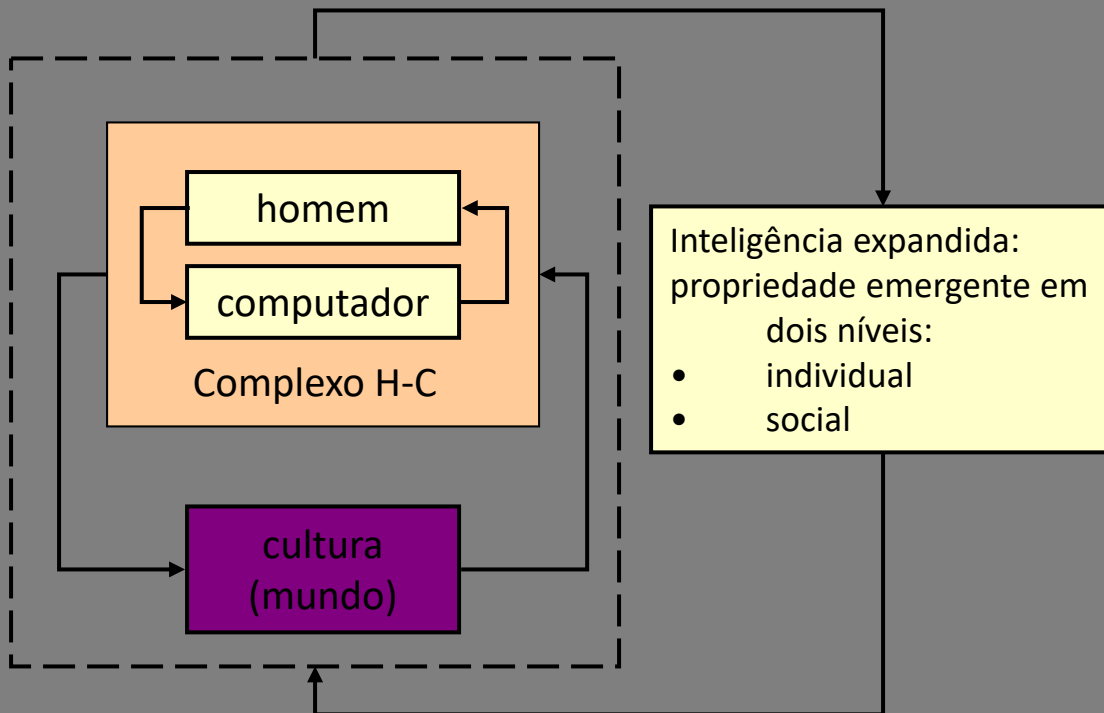 homem
computador
Complexo H-C
cultura
(mundo)
Inteligência expandida:
propriedade emergente em
dois níveis:
• individual
• social